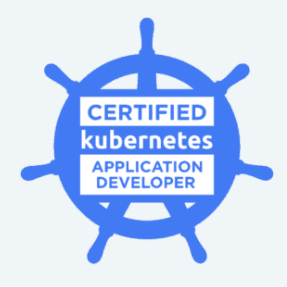 CERTIFIED
kubernetes
APPLICATION
DEVELOPER